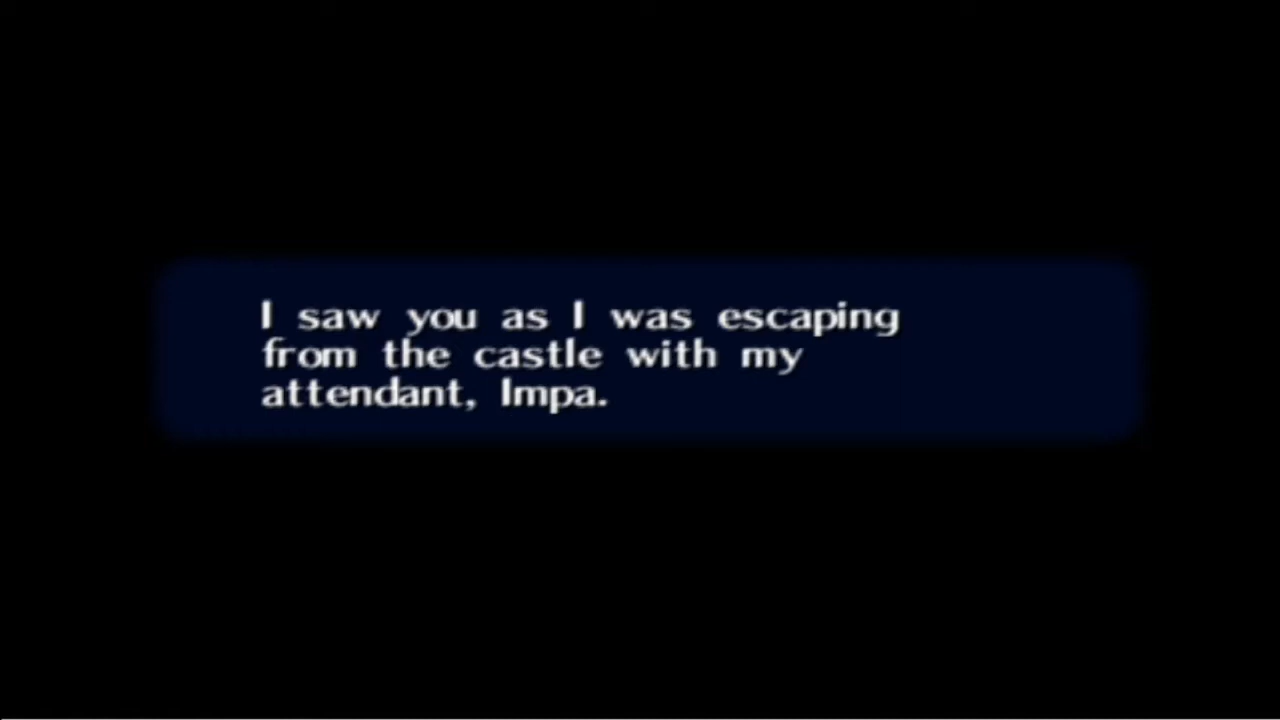 I saw you as I was escaping
from the castle with my
attendant, Impa.